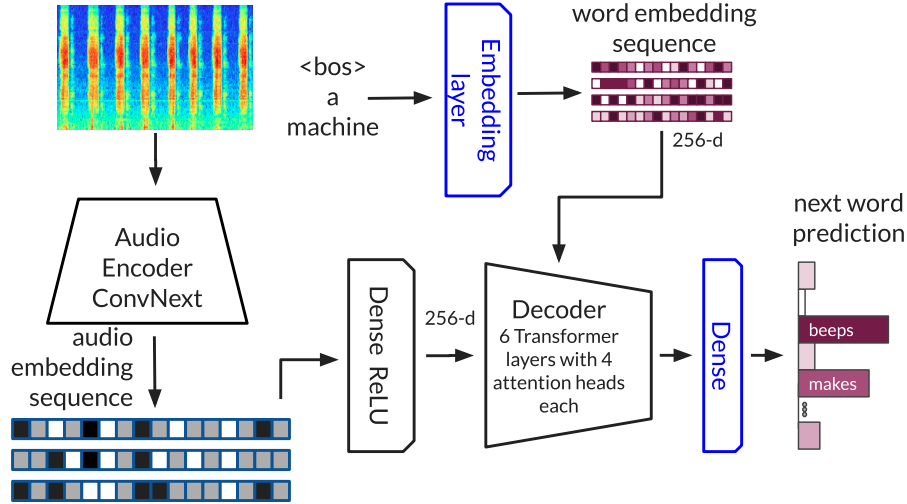 word embedding
sequence
<bos>
a
machine
Embedding
layer
256-d
next word
prediction
Audio
Encoder
ConvNext
audio
embedding
sequence
Dense ReLU
256-d
Decoder
6 Transformer
layers with 4
attention heads
each
Dense
beeps
makes